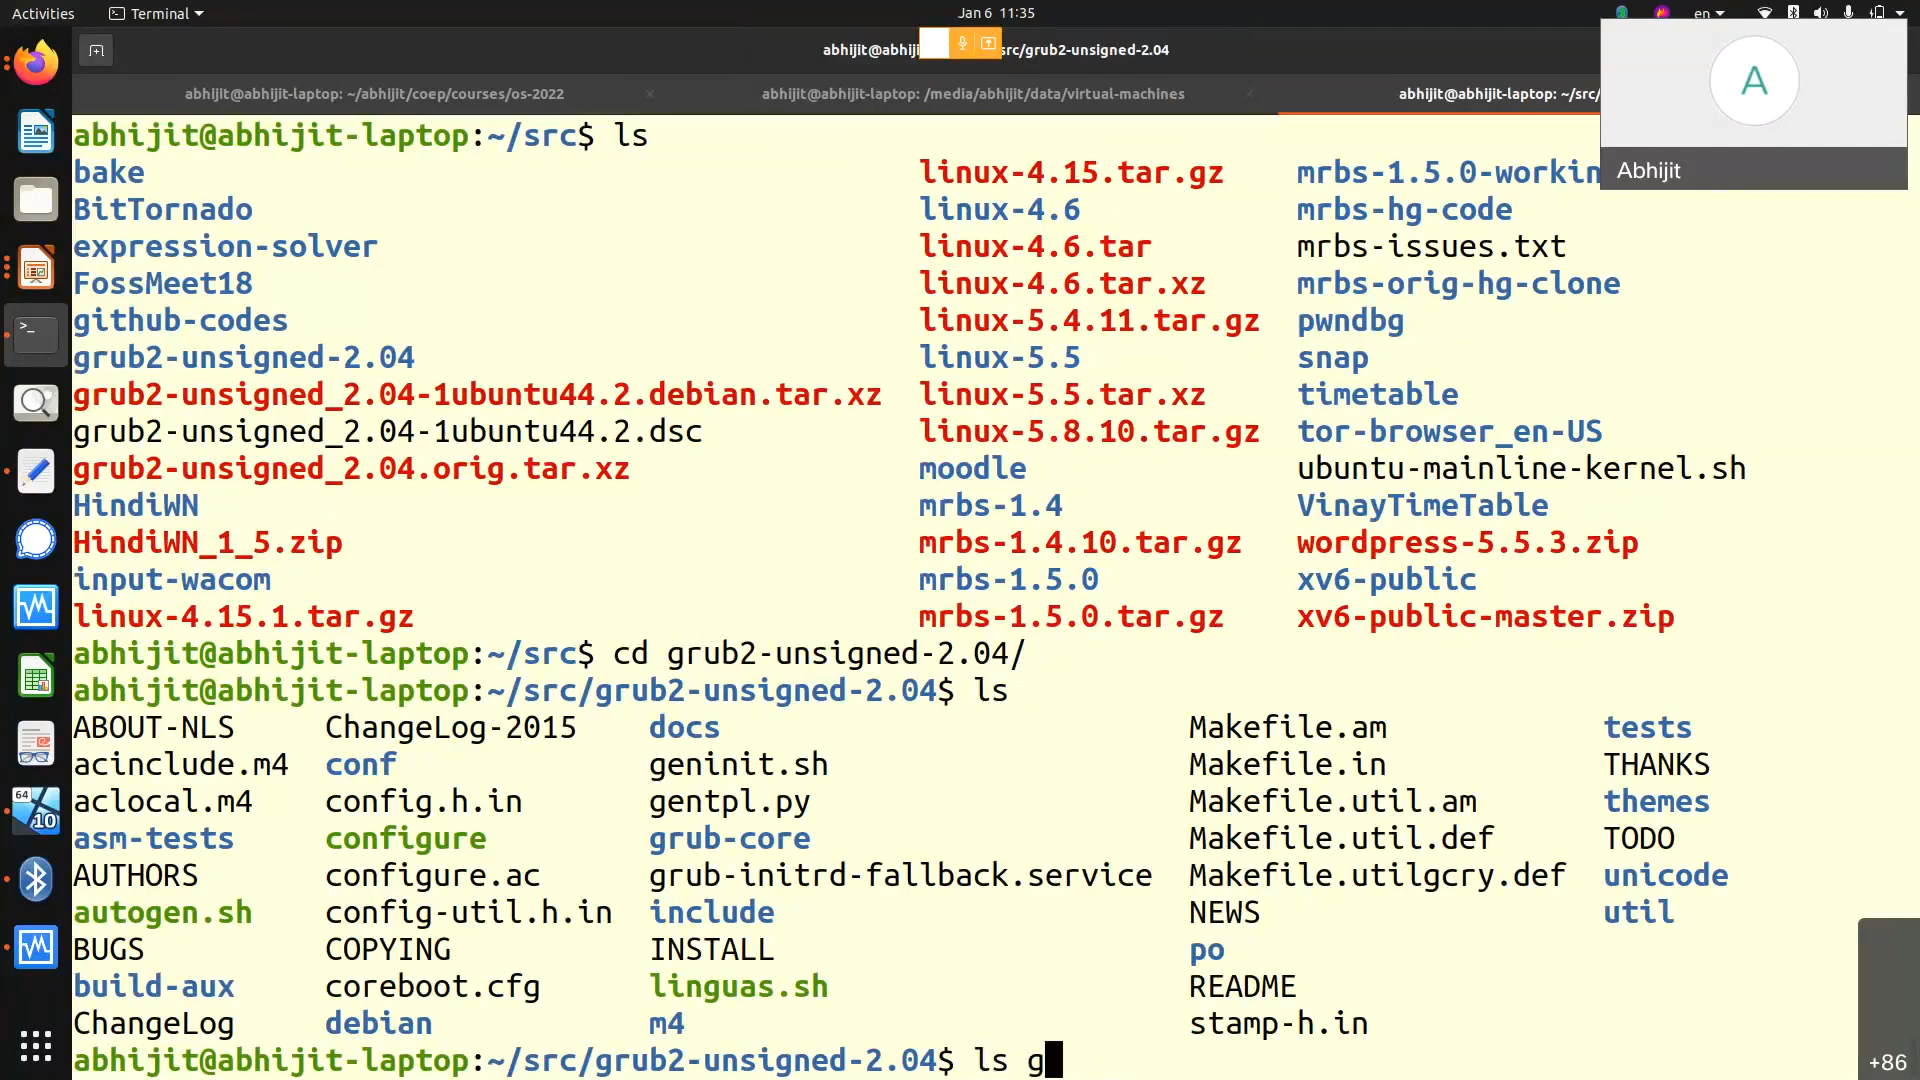 Activities Terminal Jan 6 11:35 en
abhijit@abhiji src/grub2-unsigned-2.04
abhijit@abhijit-laptop: ~/abhijit/coep/courses/os-2022 abhijit@abhijit-laptop: /media/abhijit/data/virtual-machines abhijit@abhijit-laptop: ~/src/
A
Abhijit
abhijit@abhijit-laptop:~/src$ ls
bake linux-4.15.tar.gz mrbs-1.5.0-workin
BitTornado linux-4.6 mrbs-hg-code
expression-solver linux-4.6.tar mrbs-issues.txt
FossMeet18 linux-4.6.tar.xz mrbs-orig-hg-clone
github-codes linux-5.4.11.tar.gz pwndbg
grub2-unsigned-2.04 linux-5.5 snap
grub2-unsigned_2.04-1ubuntu44.2.debian.tar.xz linux-5.5.tar.xz timetable
grub2-unsigned_2.04-1ubuntu44.2.dsc linux-5.8.10.tar.gz tor-browser_en-US
grub2-unsigned_2.04.orig.tar.xz moodle ubuntu-mainline-kernel.sh
HindiWN mrbs-1.4 VinayTimeTable
HindiWN_1_5.zip mrbs-1.4.10.tar.gz wordpress-5.5.3.zip
input-wacom mrbs-1.5.0 xv6-public
linux-4.15.1.tar.gz mrbs-1.5.0.tar.gz xv6-public-master.zip
abhijit@abhijit-laptop:~/src$ cd grub2-unsigned-2.04/
abhijit@abhijit-laptop:~/src/grub2-unsigned-2.04$ ls
ABOUT-NLS ChangeLog-2015 docs Makefile.am tests
acinclude.m4 conf geninit.sh Makefile.in THANKS
aclocal.m4 config.h.in gentpl.py Makefile.util.am themes
asm-tests configure grub-core Makefile.util.def TODO
AUTHORS configure.ac grub-initrd-fallback.service Makefile.utilgcry.def unicode
autogen.sh config-util.h.in include NEWS util
BUGS COPYING INSTALL po
build-aux coreboot.cfg linguas.sh README
ChangeLog debian m4 stamp-h.in
abhijit@abhijit-laptop:~/src/grub2-unsigned-2.04$ ls g
64
10
+86